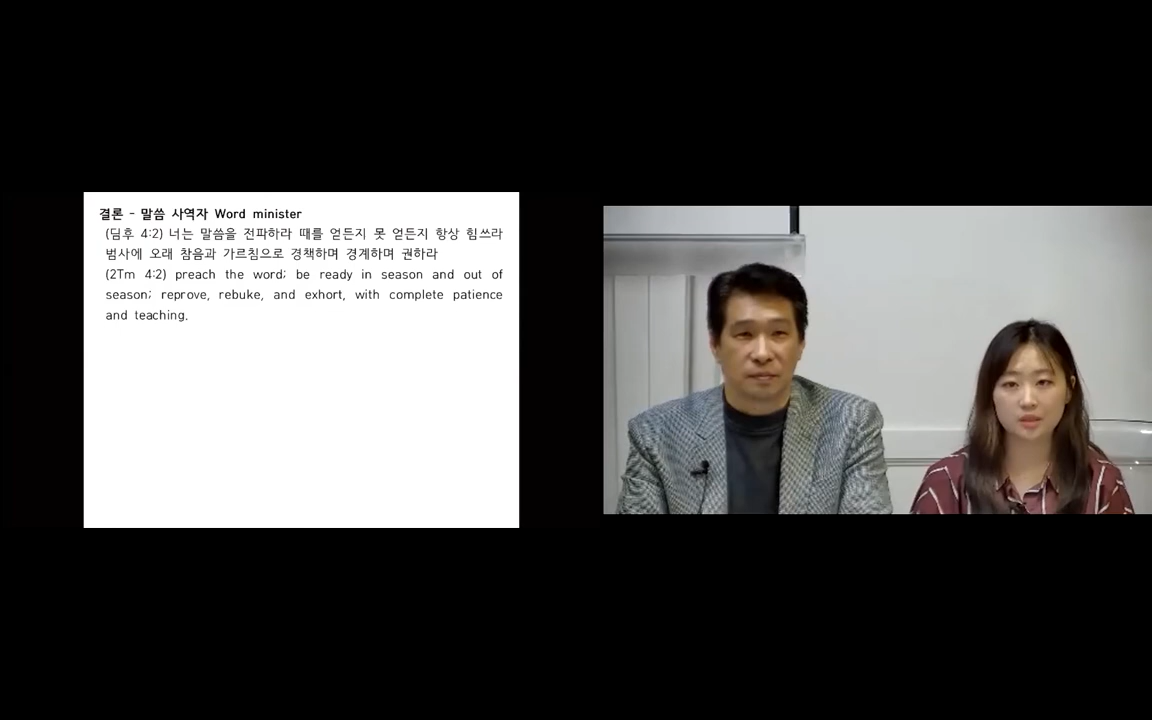 결론 - 말씀 사역자 Word minister
(딤후 4:2) 너는 말씀을 전파하라 때를 얻든지 못 얻든지 항상 힘쓰라
범사에 오래 참음과 가르침으로 경책하며 경계하며 권하라
(2Tm 4:2) preach the word; be ready in season and out of
season; reprove, rebuke, and exhort, with complete patience
and teaching.